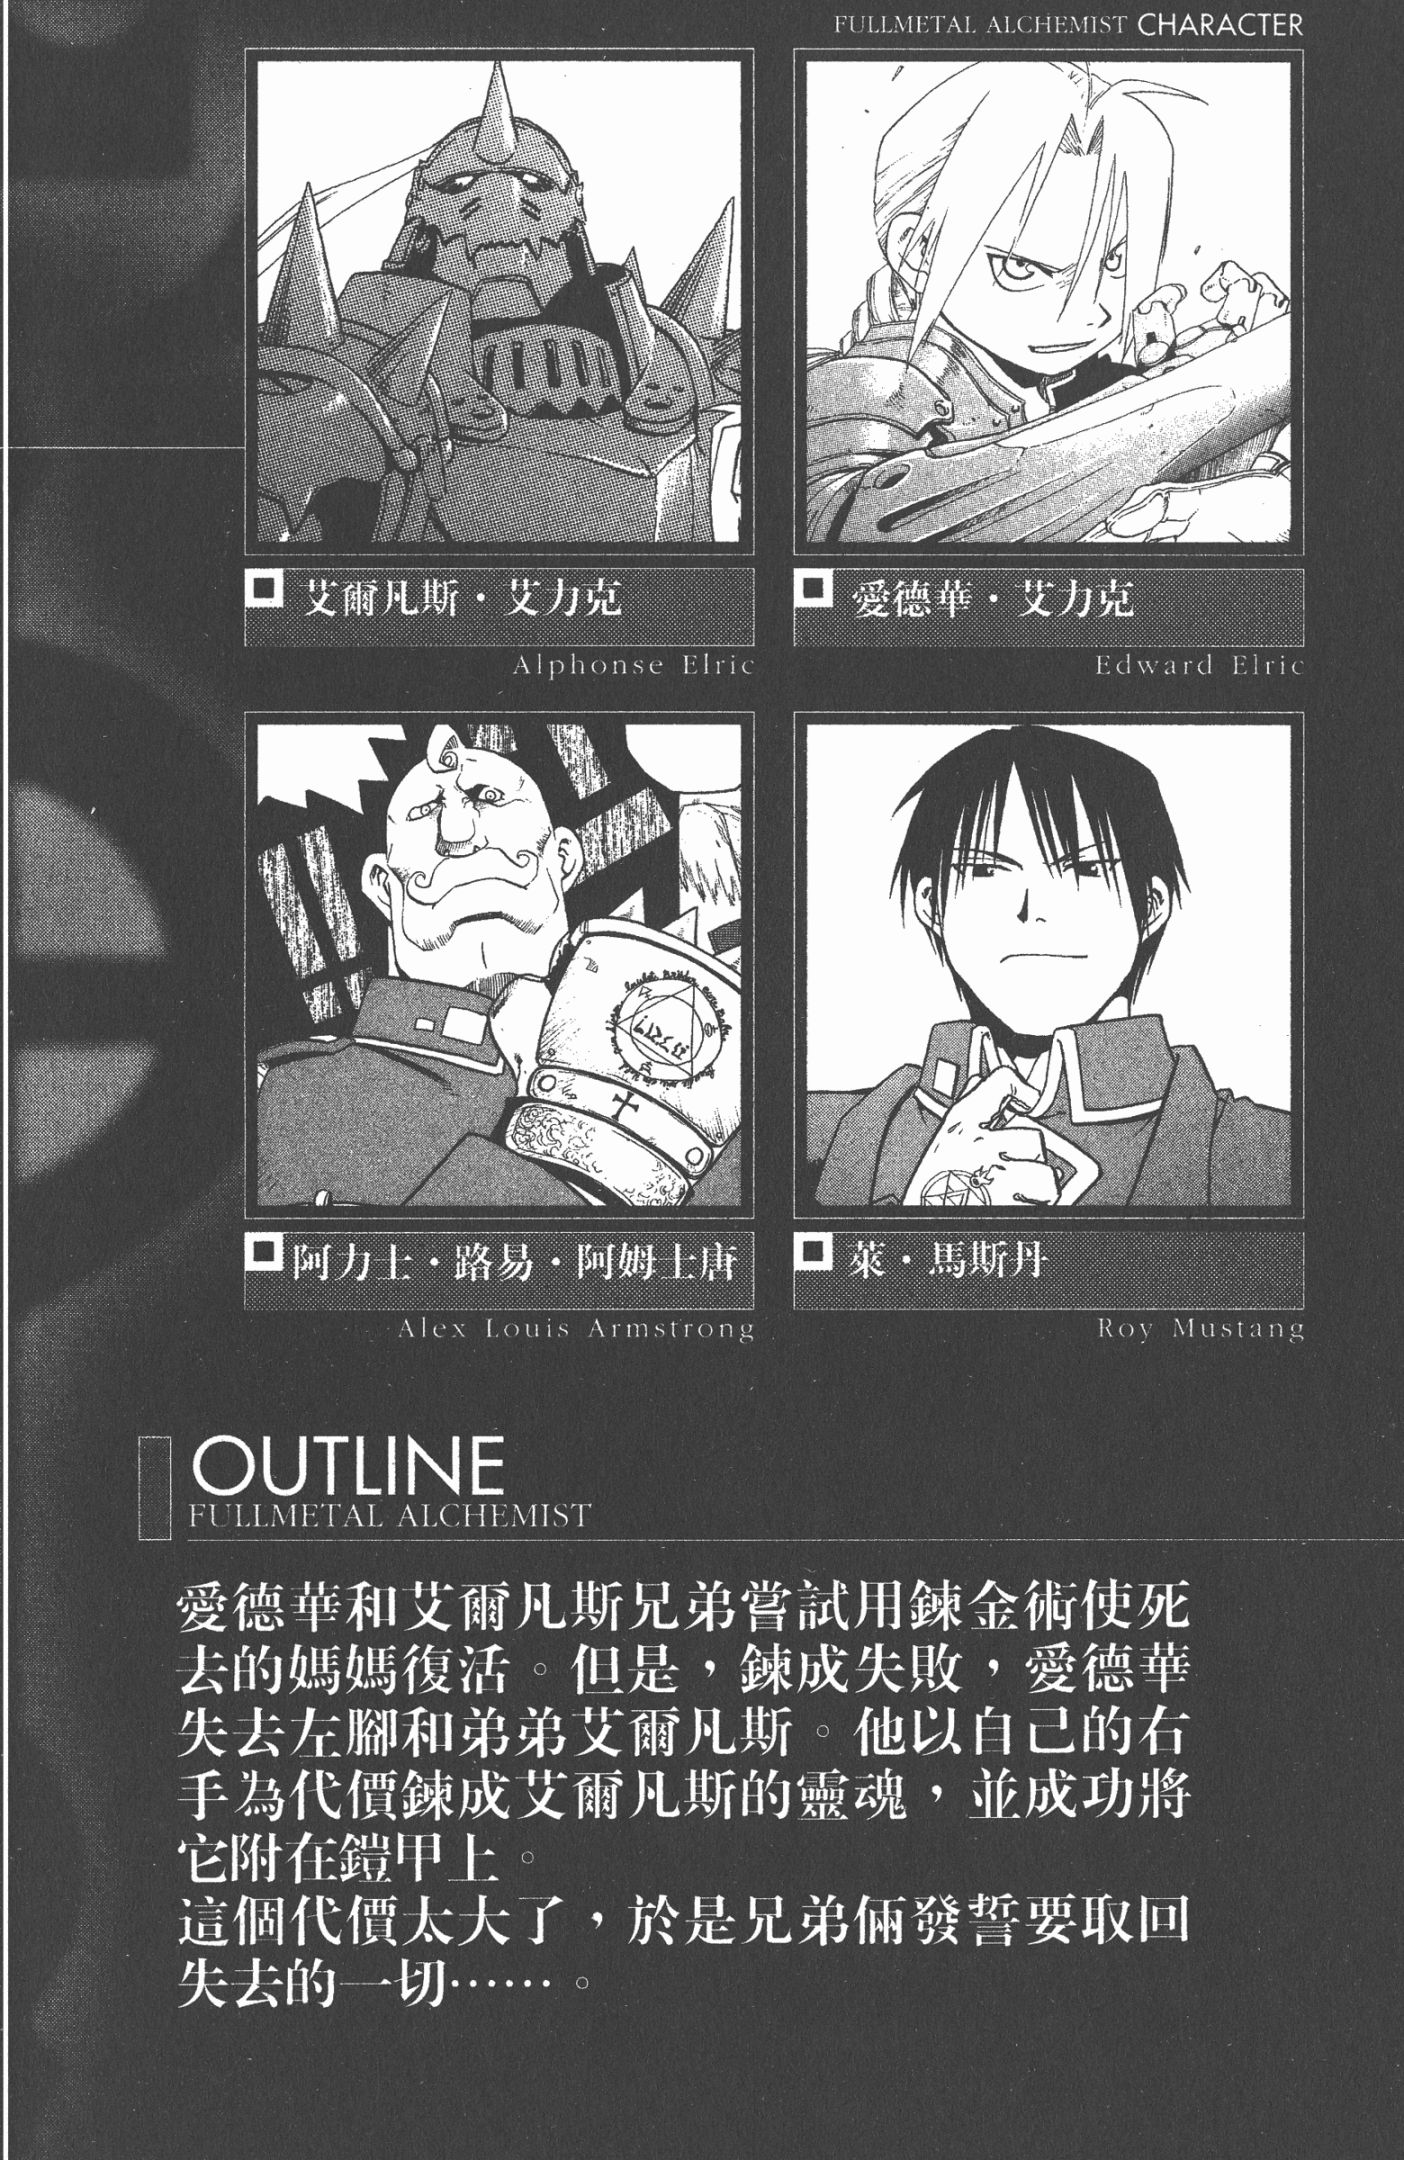 FULLMETAL ALCHEMIST CHARACTER
艾爾凡斯・艾力克
Alphonse Elric
愛德華・艾力克
Edward Elric
阿力士・路易・阿姆士唐
Alex Louis Armstrong
萊・馬斯丹
Roy Mustang
OUTLINE
FULLMETAL ALCHEMIST
愛德華和艾爾凡斯兄弟嘗試用鍊金術使死
去的媽媽復活。但是，鍊成失敗，愛德華
失去左腳和弟弟艾爾凡斯。他以自己的右
手為代價鍊成艾爾凡斯的靈魂，並成功將
它附在鎧甲上。
這個代價太大了，於是兄弟倆發誓要取回
失去的一切……。